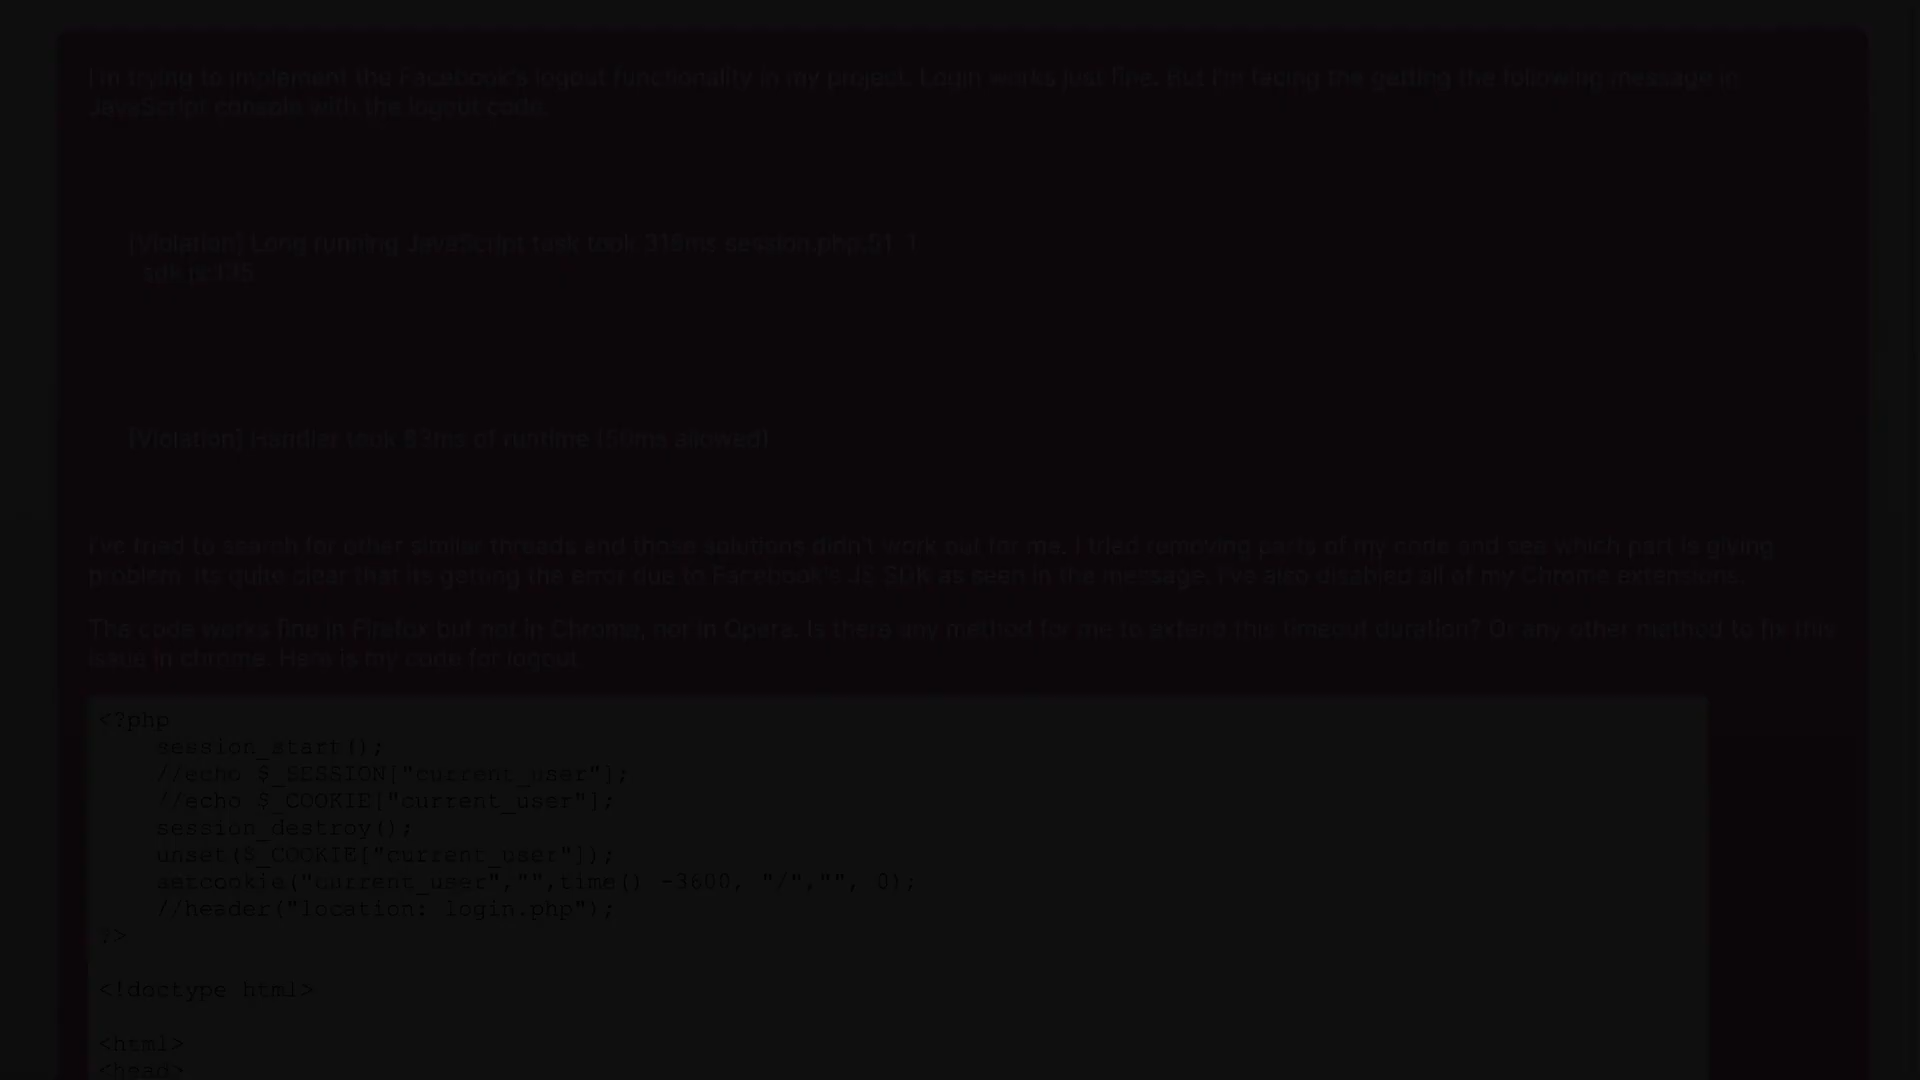 I'm trying to implement the Facebook's logout functionality in my project. Login works just fine. But I'm facing the getting the following message in
JavaScript console with the logout code.
[Violation] Long running JavaScript task took 318ms session.php:51 1
sdk.js:135
[Violation] Handler took 83ms of runtime (50ms allowed)
I've tried to search for other similar threads and those solutions didn't work out for me. I tried removing parts of my code and see which part is giving
problem. Its quite clear that its getting the error due to Facebook's JS SDK as seen in the message. I've also disabled all of my Chrome extensions.
The code works fine in Firefox but not in Chrome, nor in Opera. Is there any method for me to extend this timeout duration? Or any other method to fix this
issue in chrome. Here is my code for logout.
<?php
session_start();
//echo $_SESSION["current_user"];
//echo $_COOKIE["current_user"];
session_destroy();
unset($_COOKIE["current_user"]);
setcookie("current_user","",time() -3600, "/","", 0);
//header("location: login.php");
?>
<!doctype html>
<html>
<head>